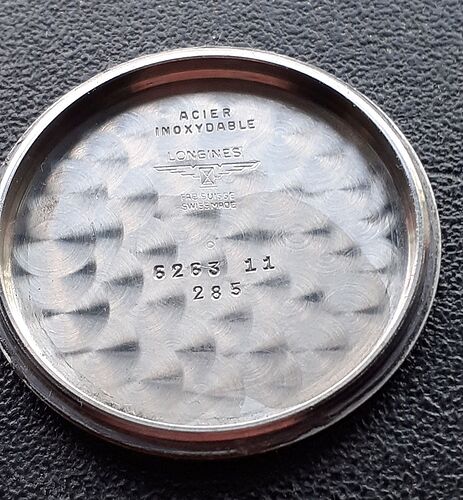 ACIER
INOXYDABLE
LONGINES
FAB.SUISSE
SWISS MADE
6263 11
285